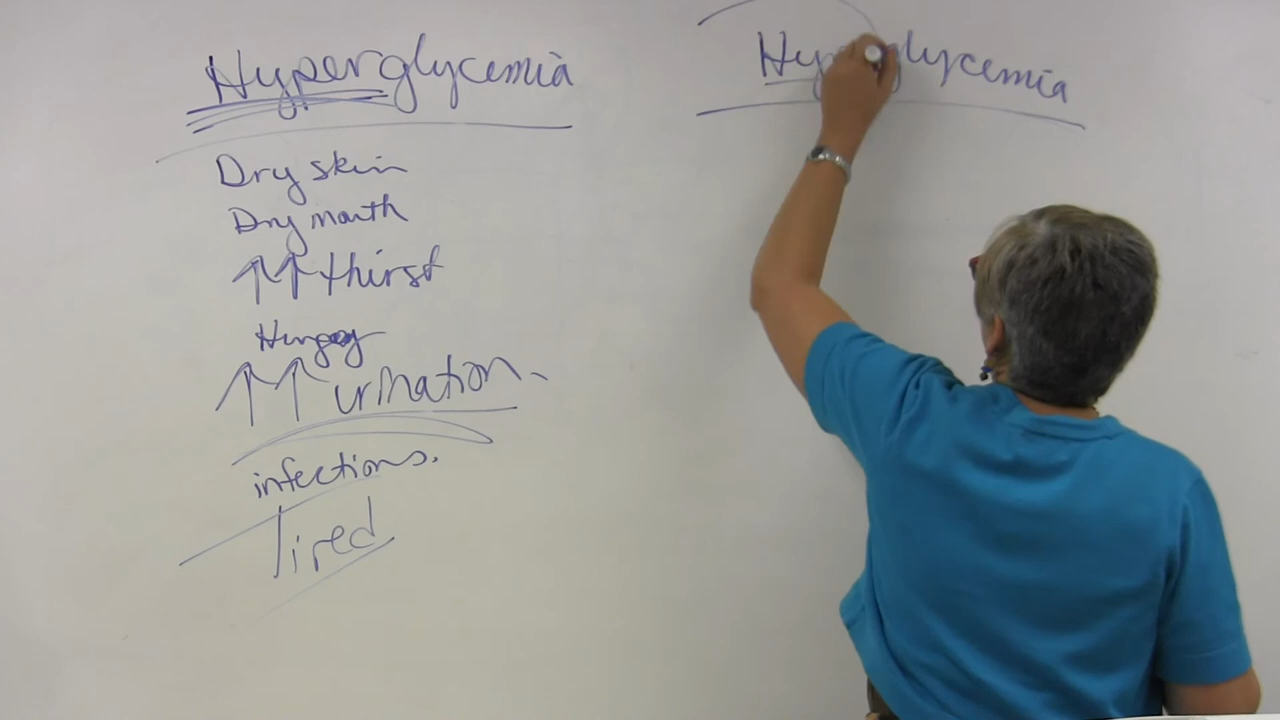 Hyperglycemia
Dry skin
Dry mouth
↑↑ thirst
Hungry
↑↑ urination.
infections.
Tired